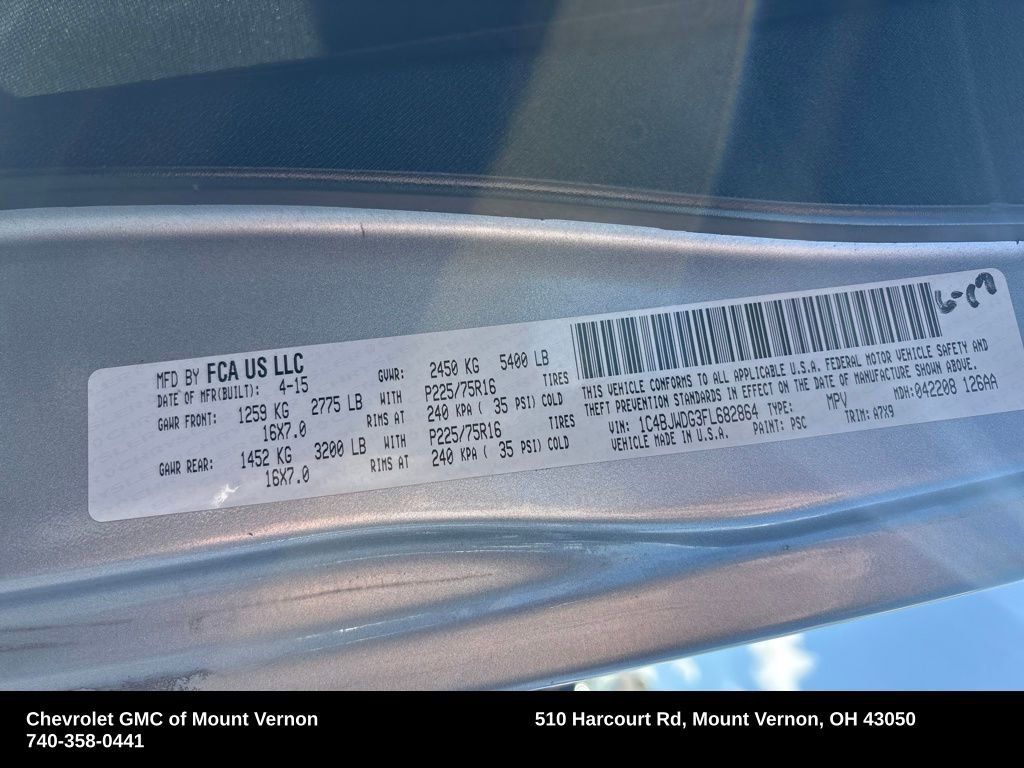 MFD BY FCA US LLC
DATE OF MFR(BUILT): 4-15
GVWR: 2450 KG 5400 LB
GAWR FRONT: 1259 KG 2775 LB WITH P225/75R16 TIRES
16X7.0 RIMS AT 240 KPA ( 35 PSI) COLD
GAWR REAR: 1452 KG 3200 LB WITH P225/75R16 TIRES
16X7.0 RIMS AT 240 KPA ( 35 PSI) COLD
THIS VEHICLE CONFORMS TO ALL APPLICABLE U.S.A. FEDERAL MOTOR VEHICLE SAFETY AND
THEFT PREVENTION STANDARDS IN EFFECT ON THE DATE OF MANUFACTURE SHOWN ABOVE.
VIN: 1C4BJWDG3FL682864 TYPE: MPV MDH:042208 126AA
VEHICLE MADE IN U.S.A. PAINT: PSC TRIM: A7X9
Chevrolet GMC of Mount Vernon
740-358-0441
510 Harcourt Rd, Mount Vernon, OH 43050